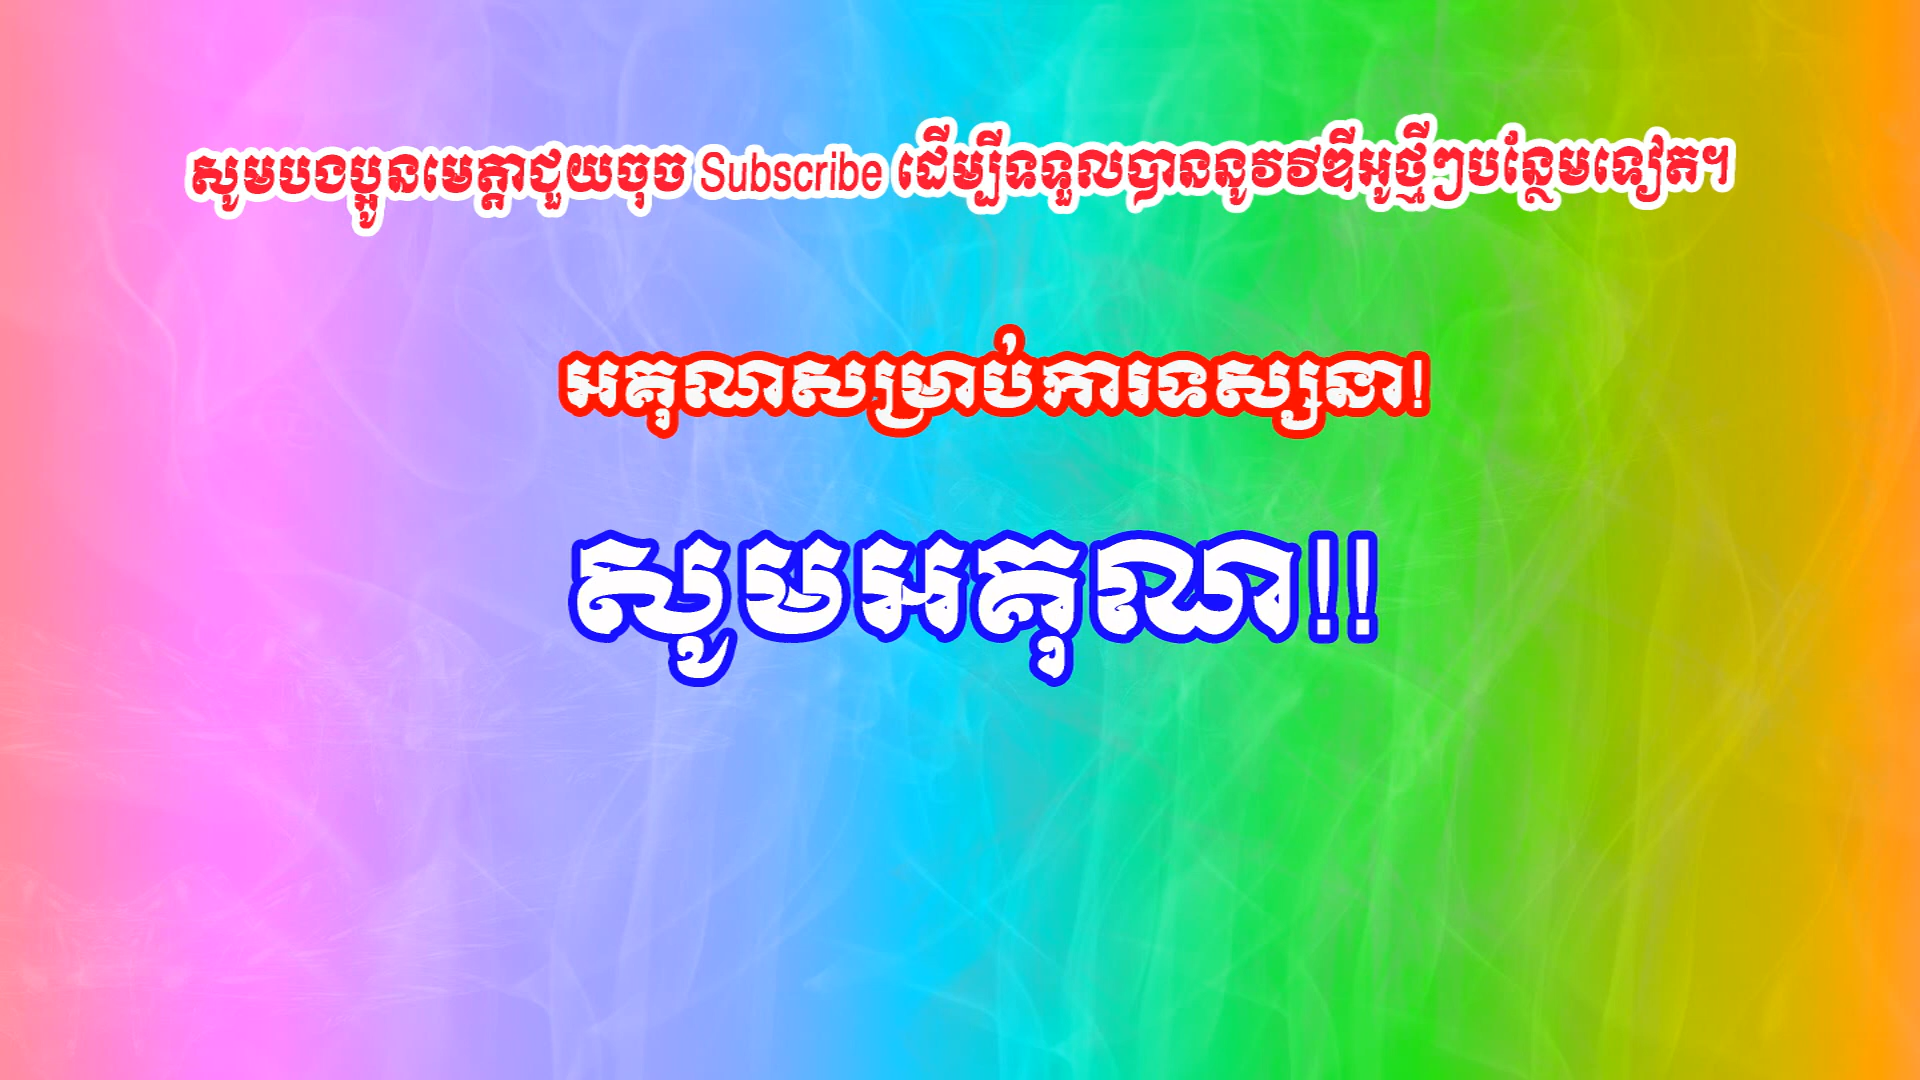 សូមបងប្អូនមេត្តាជួយចុច Subscribe ដើម្បីទទួលបាននូវវីឌីអូថ្មីៗបន្ថែមទៀត។
អគុណសម្រាប់ការទស្សនា!
សូមអគុណ!!